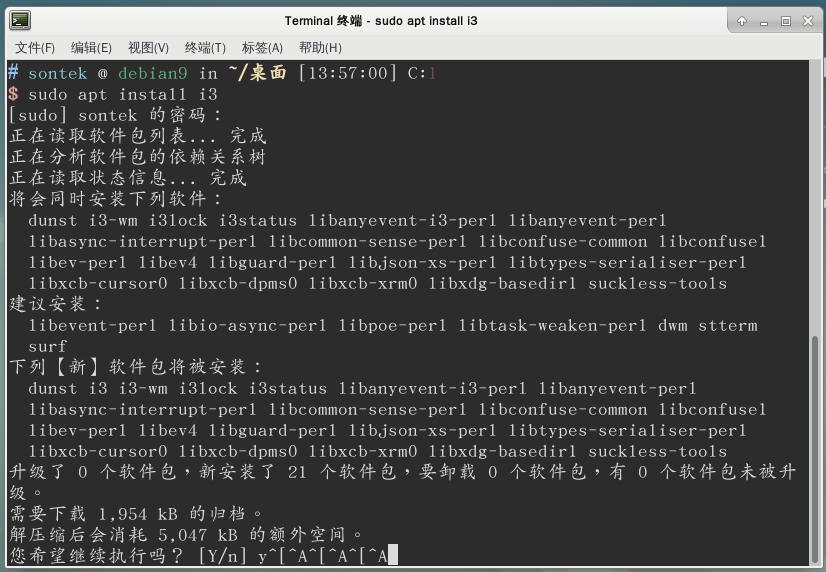 Terminal 终端 - sudo apt install i3
文件(F) 编辑(E) 视图(V) 终端(T) 标签(A) 帮助(H)
# sontek @ debian9 in ~/桌面 [13:57:00] C:1
$ sudo apt install i3
[sudo] sontek 的密码：
正在读取软件包列表... 完成
正在分析软件包的依赖关系树
正在读取状态信息... 完成
将会同时安装下列软件：
dunst i3-wm i3lock i3status libanyevent-i3-perl libanyevent-perl
libasync-interrupt-perl libcommon-sense-perl libconfuse-common libconfuse1
libev-perl libev4 libguard-perl libjson-xs-perl libtypes-serialiser-perl
libxcb-cursor0 libxcb-dpms0 libxcb-xrm0 libxdg-basedir1 suckless-tools
建议安装：
libevent-perl libio-async-perl libpoe-perl libtask-weaken-perl dwm stterm
surf
下列【新】软件包将被安装：
dunst i3 i3-wm i3lock i3status libanyevent-i3-perl libanyevent-perl
libasync-interrupt-perl libcommon-sense-perl libconfuse-common libconfuse1
libev-perl libev4 libguard-perl libjson-xs-perl libtypes-serialiser-perl
libxcb-cursor0 libxcb-dpms0 libxcb-xrm0 libxdg-basedir1 suckless-tools
升级了 0 个软件包，新安装了 21 个软件包，要卸载 0 个软件包，有 0 个软件包未被升
级。
需要下载 1,954 kB 的归档。
解压缩后会消耗 5,047 kB 的额外空间。
您希望继续执行吗？ [Y/n] y^[^A^[^A^[^A